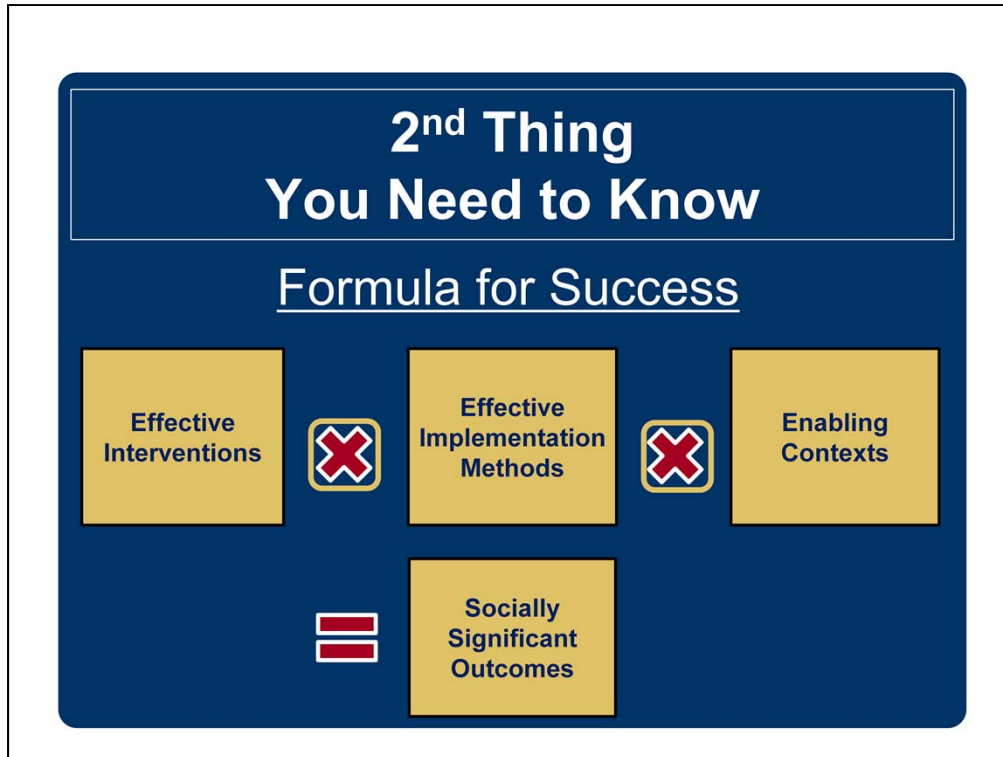 2nd Thing
You Need to Know
Formula for Success
Effective
Interventions
Effective
Implementation
Methods
Enabling
Contexts
Socially
Significant
Outcomes